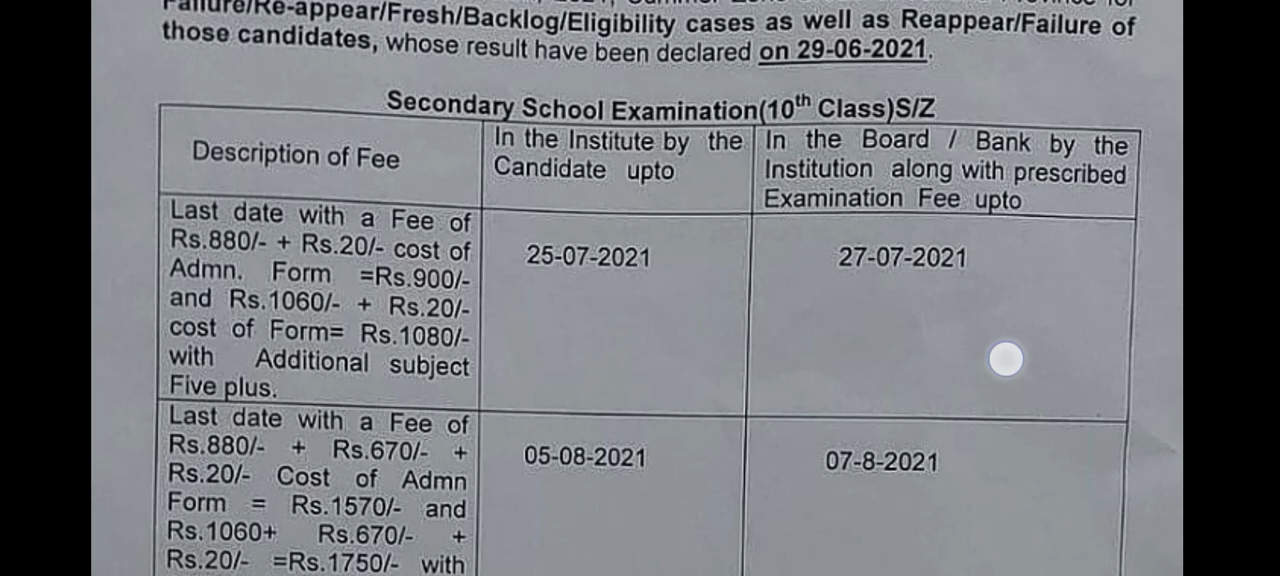 Failure/Re-appear/Fresh/Backlog/Eligibility cases as well as Reappear/Failure of
those candidates, whose result have been declared on 29-06-2021.
Secondary School Examination(10th Class)S/Z
Description of Fee
In the Institute by the
Candidate upto
In the Board / Bank by the
Institution along with prescribed
Examination Fee upto
Last date with a Fee of
Rs.880/- + Rs.20/- cost of
Admn. Form =Rs.900/-
and Rs.1060/- + Rs.20/-
cost of Form= Rs.1080/-
with Additional subject
Five plus.
25-07-2021
27-07-2021
Last date with a Fee of
Rs.880/- + Rs.670/- +
Rs.20/- Cost of Admn
Form = Rs.1570/- and
Rs.1060+ Rs.670/- +
Rs.20/- =Rs.1750/- with
05-08-2021
07-8-2021